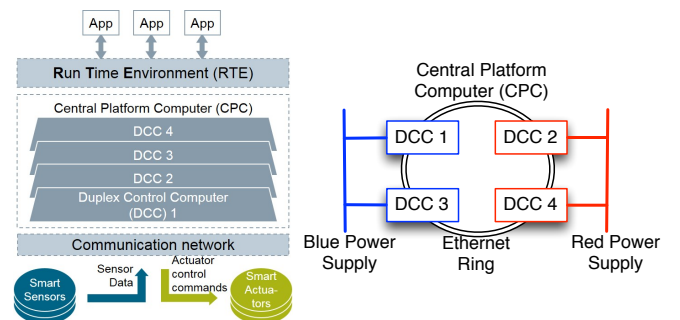 App App App
Run Time Environment (RTE)
Central Platform Computer (CPC)
DCC 4
DCC 3
DCC 2
Duplex Control Computer
(DCC) 1
Communication network
Smart
Sensors
Sensor
Data
Actuator
control
commands
Smart
Actua-
tors
Central Platform
Computer (CPC)
DCC 1
DCC 2
DCC 3
DCC 4
Blue Power
Supply
Ethernet
Ring
Red Power
Supply